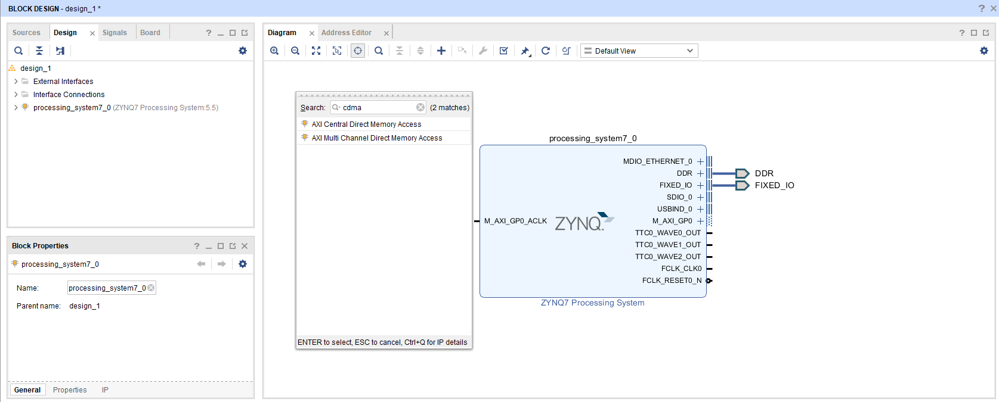 BLOCK DESIGN - design_1 *
Sources Design Signals Board
design_1
External Interfaces
Interface Connections
processing_system7_0 (ZYNQ7 Processing System:5.5)
Block Properties
processing_system7_0
Name: processing_system7_0
Parent name: design_1
General Properties IP
Diagram Address Editor
Default View
Search: cdma (2 matches)
AXI Central Direct Memory Access
AXI Multi Channel Direct Memory Access
ENTER to select, ESC to cancel, Ctrl+Q for IP details
processing_system7_0
MDIO_ETHERNET_0
DDR
FIXED_IO
SDIO_0
USBIND_0
M_AXI_GP0
TTC0_WAVE0_OUT
TTC0_WAVE1_OUT
TTC0_WAVE2_OUT
FCLK_CLK0
FCLK_RESET0_N
M_AXI_GP0_ACLK
ZYNQ
ZYNQ7 Processing System
DDR
FIXED_IO